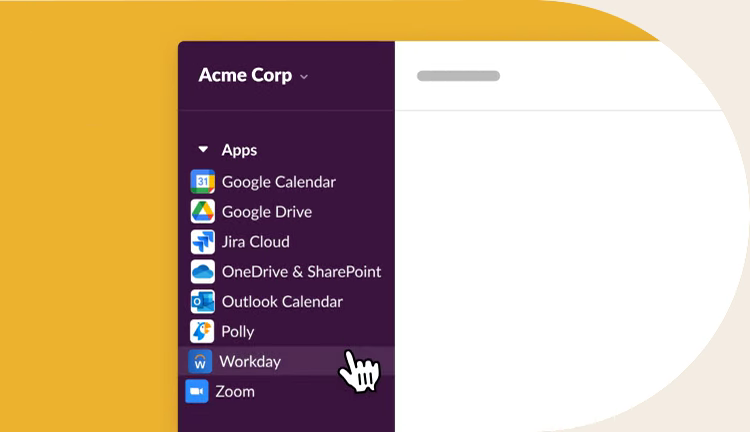 Acme Corp
Apps
31
Google Calendar
Google Drive
Jira Cloud
OneDrive & SharePoint
Outlook Calendar
Polly
Workday
Zoom